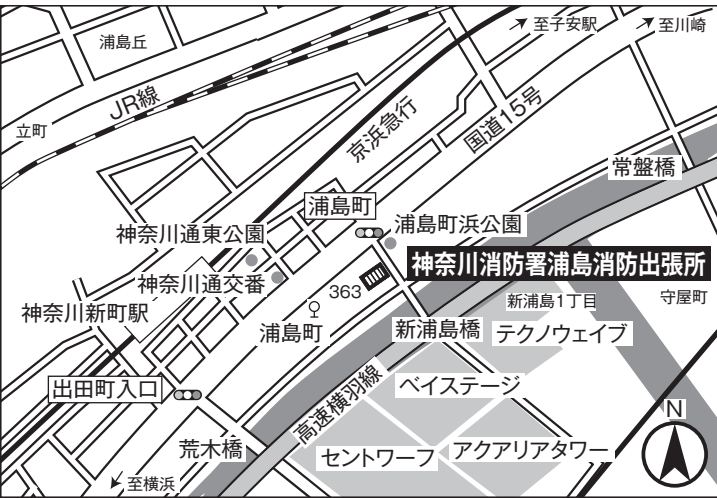 至子安駅
至川崎
浦島丘
JR線
立町
京浜急行
国道15号
常盤橋
浦島町
浦島町浜公園
神奈川通東公園
神奈川消防署浦島消防出張所
神奈川通交番
363
新浦島1丁目
守屋町
神奈川新町駅
浦島町
新浦島橋
テクノウェイブ
出田町入口
高速横羽線
ベイステージ
N
荒木橋
セントワーフ
アクアリアタワー
至横浜